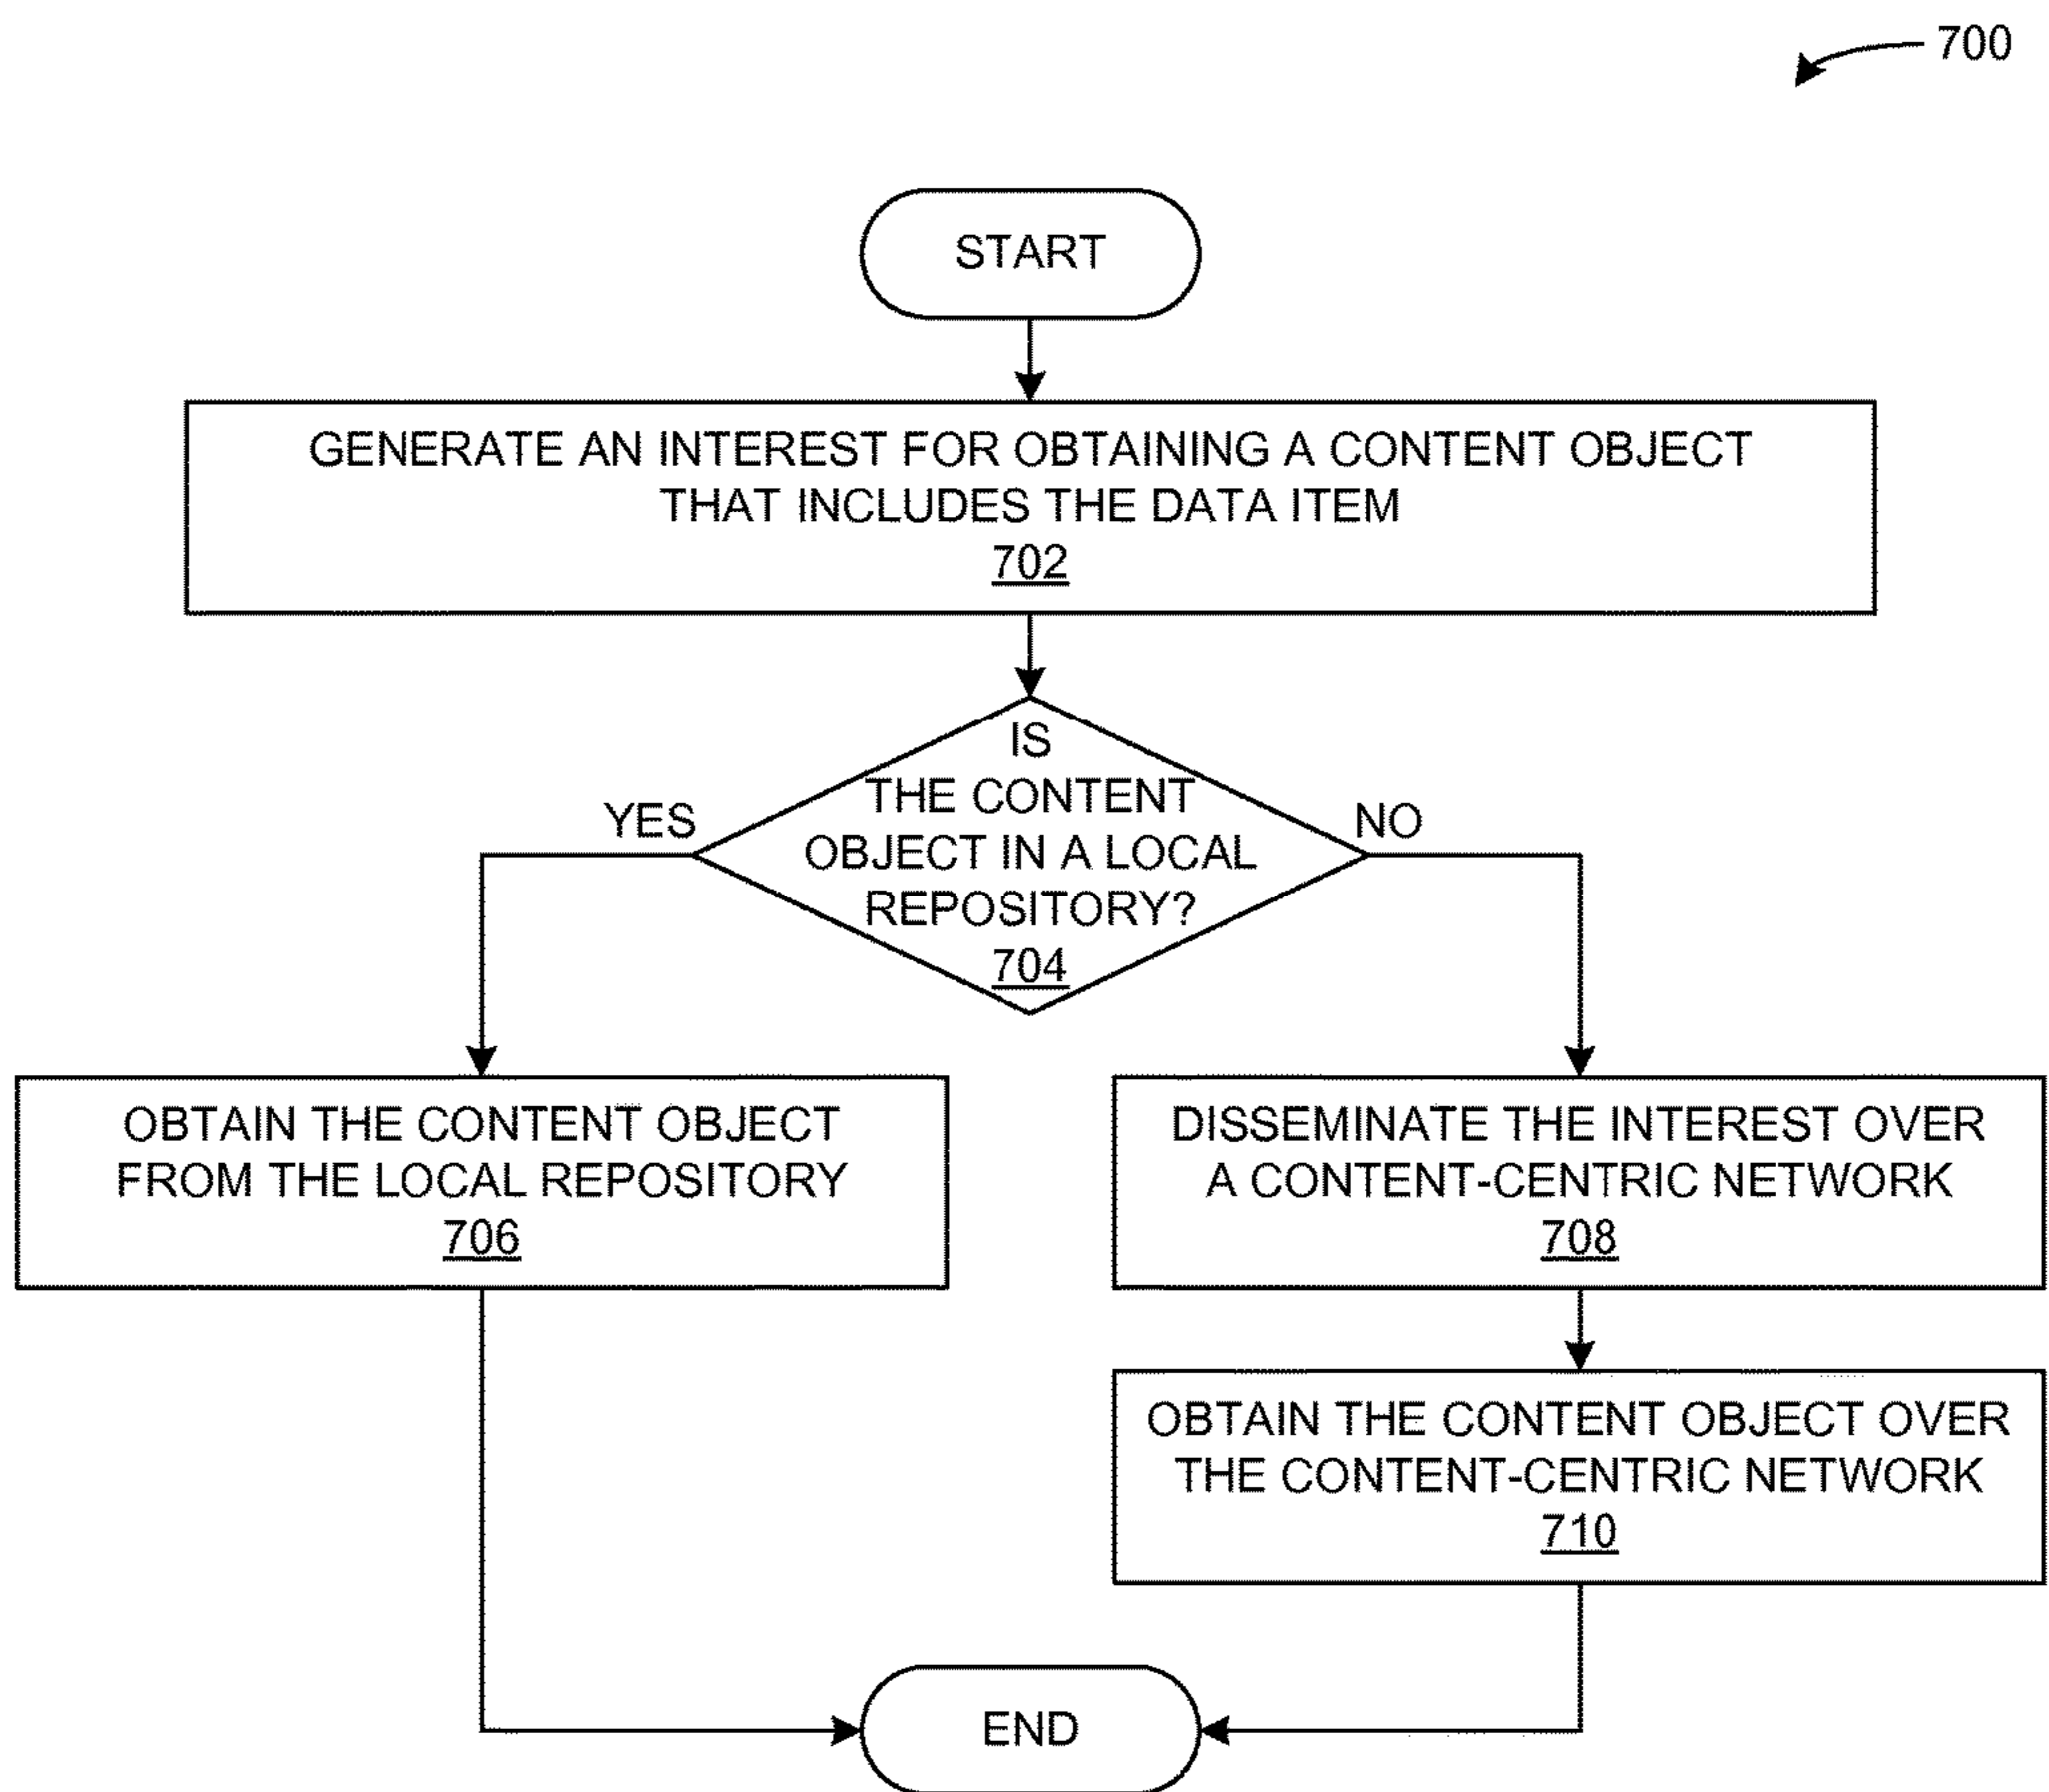 700
START
GENERATE AN INTEREST FOR OBTAINING A CONTENT OBJECT
THAT INCLUDES THE DATA ITEM
702
IS
THE CONTENT
OBJECT IN A LOCAL
REPOSITORY?
704
YES
NO
OBTAIN THE CONTENT OBJECT
FROM THE LOCAL REPOSITORY
706
DISSEMINATE THE INTEREST OVER
A CONTENT-CENTRIC NETWORK
708
OBTAIN THE CONTENT OBJECT OVER
THE CONTENT-CENTRIC NETWORK
710
END